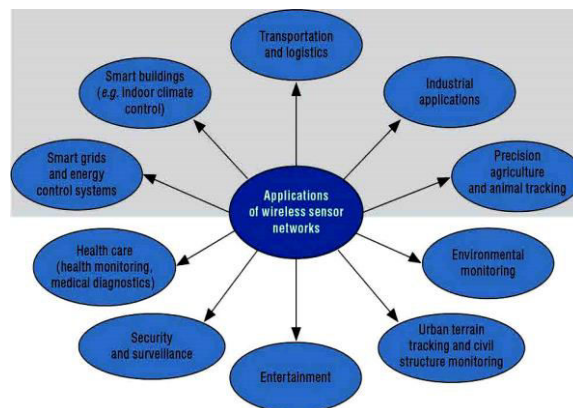 Transportation
and logistics
Smart buildings
(e.g. indoor climate
control)
Industrial
applications
Smart grids
and energy
control systems
Precision
agriculture
and animal tracking
Applications
of wireless sensor
networks
Health care
(health monitoring,
medical diagnostics)
Environmental
monitoring
Security
and surveillance
Urban terrain
tracking and civil
structure monitoring
Entertainment